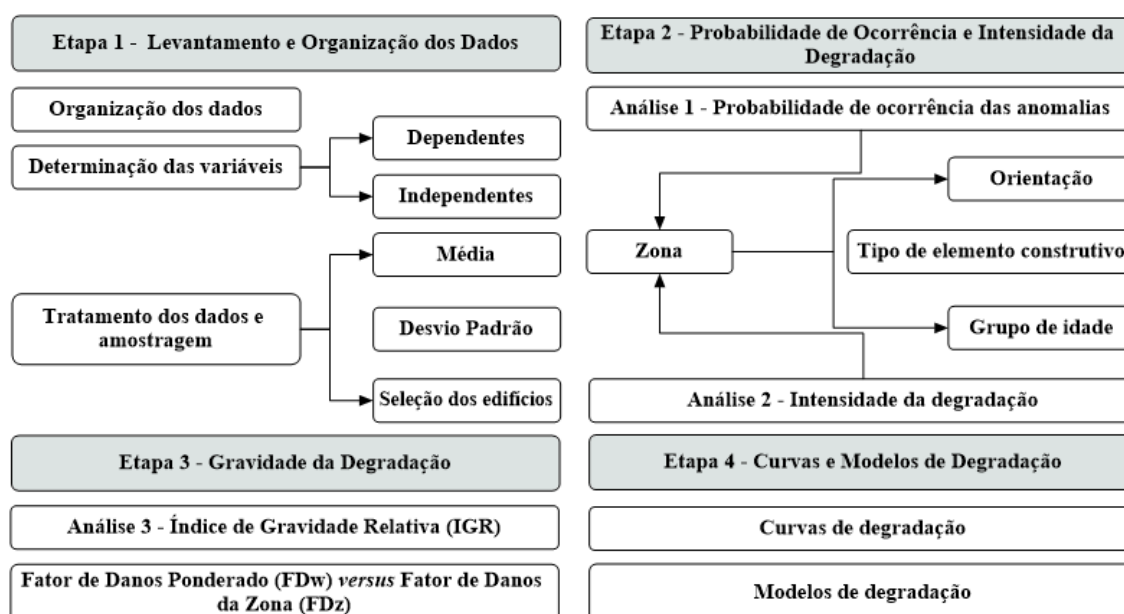 Etapa 1 - Levantamento e Organização dos Dados
Organização dos dados
Determinação das variáveis
Dependentes
Independentes
Tratamento dos dados e
amostragem
Média
Desvio Padrão
Seleção dos edifícios
Etapa 2 - Probabilidade de Ocorrência e Intensidade da
Degradação
Análise 1 - Probabilidade de ocorrência das anomalias
Orientação
Zona
Tipo de elemento construtivo
Grupo de idade
Análise 2 - Intensidade da degradação
Etapa 3 - Gravidade da Degradação
Análise 3 - Índice de Gravidade Relativa (IGR)
Fator de Danos Ponderado (FDw) versus Fator de Danos
da Zona (FDz)
Etapa 4 - Curvas e Modelos de Degradação
Curvas de degradação
Modelos de degradação